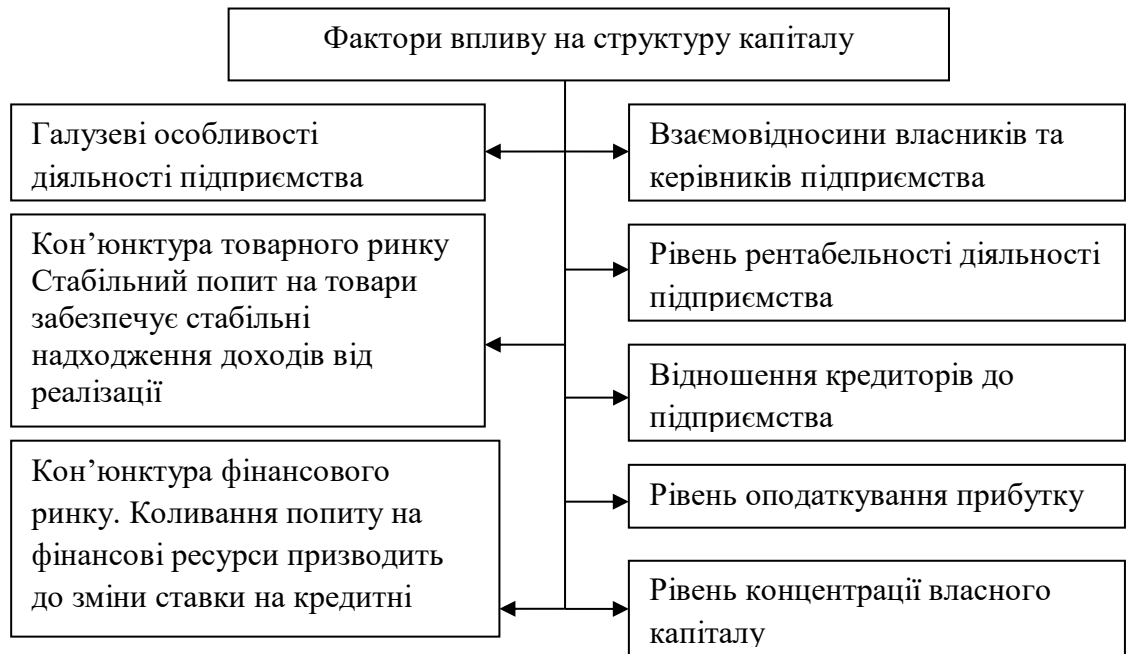 Фактори впливу на структуру капіталу
Галузеві особливості
діяльності підприємства
Кон’юнктура товарного ринку
Стабільний попит на товари
забезпечує стабільні
надходження доходів від
реалізації
Кон’юнктура фінансового
ринку. Коливання попиту на
фінансові ресурси призводить
до зміни ставки на кредитні
Взаємовідносини власників та
керівників підприємства
Рівень рентабельності діяльності
підприємства
Відношення кредиторів до
підприємства
Рівень оподаткування прибутку
Рівень концентрації власного
капіталу